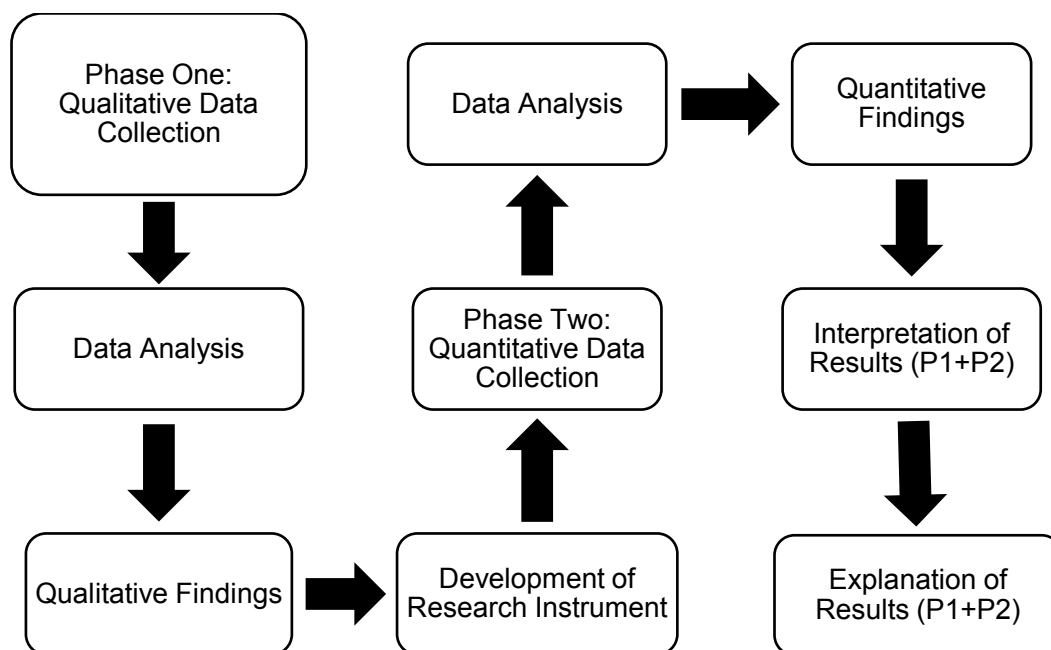 Phase One:
Qualitative Data
Collection
Data Analysis
Qualitative Findings
Development of
Research Instrument
Phase Two:
Quantitative Data
Collection
Data Analysis
Quantitative
Findings
Interpretation of
Results (P1+P2)
Explanation of
Results (P1+P2)